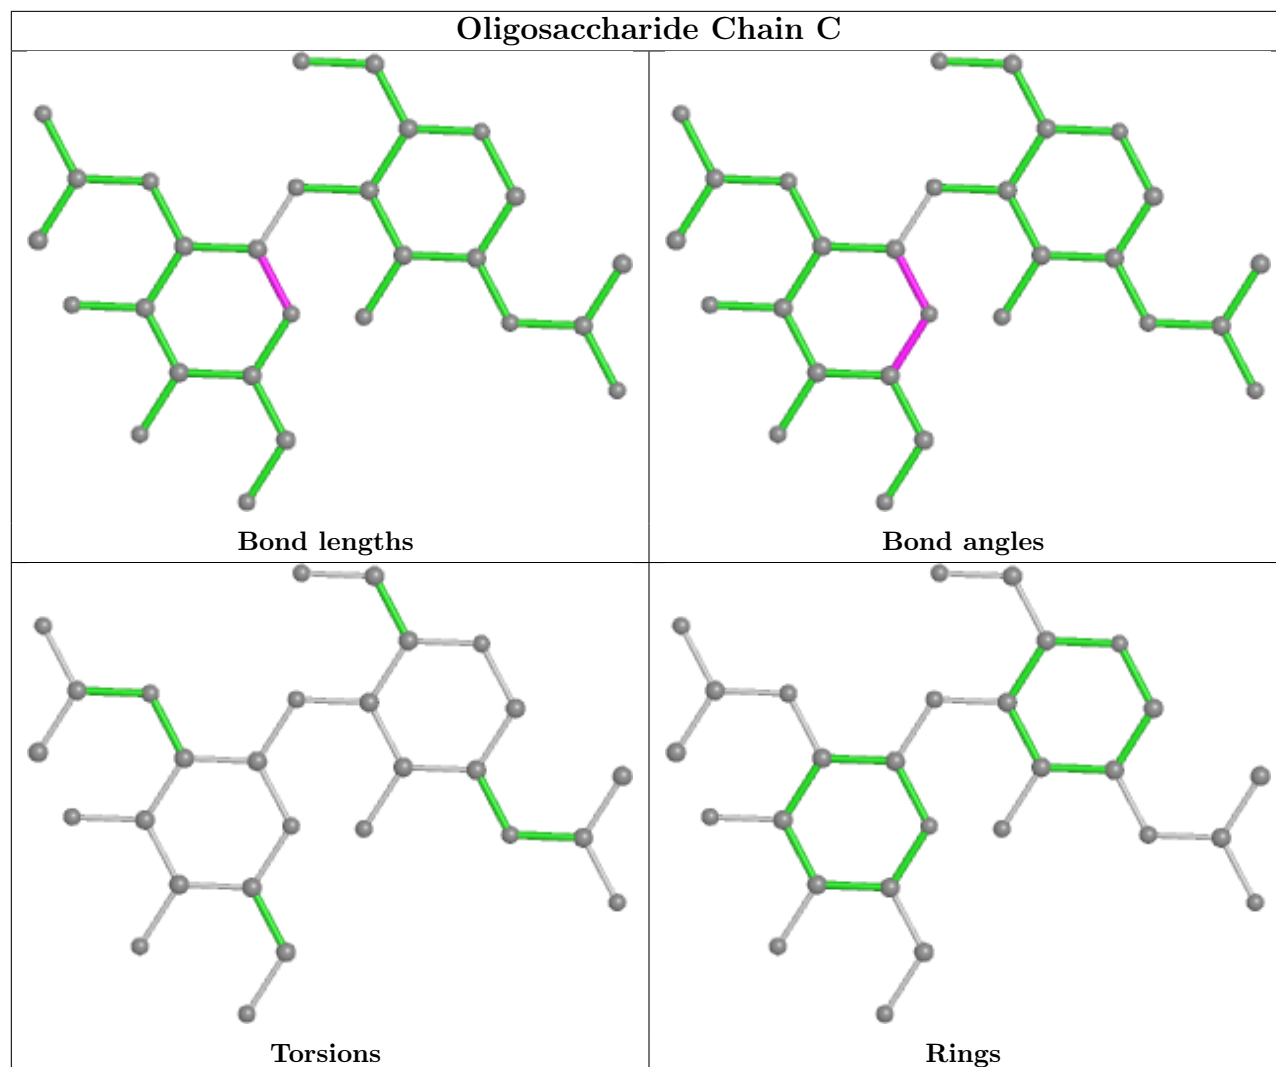 Oligosaccharide Chain C
Bond lengths
Bond angles
Torsions
Rings